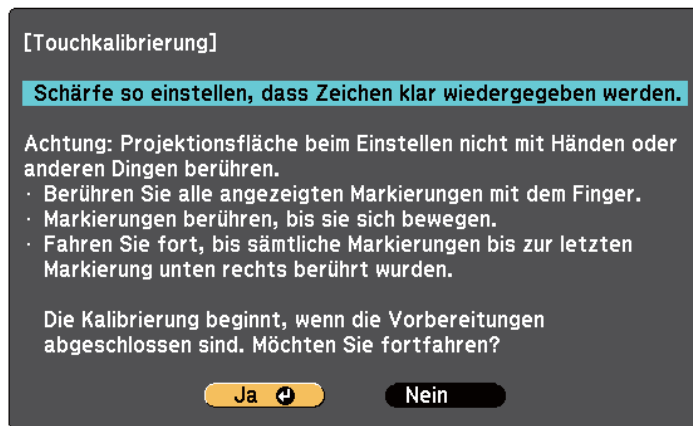 [Touchkalibrierung]
Schärfe so einstellen, dass Zeichen klar wiedergegeben werden.
Achtung: Projektionsfläche beim Einstellen nicht mit Händen oder
anderen Dingen berühren.
· Berühren Sie alle angezeigten Markierungen mit dem Finger.
· Markierungen berühren, bis sie sich bewegen.
· Fahren Sie fort, bis sämtliche Markierungen bis zur letzten
Markierung unten rechts berührt wurden.
Die Kalibrierung beginnt, wenn die Vorbereitungen
abgeschlossen sind. Möchten Sie fortfahren?
Ja Nein